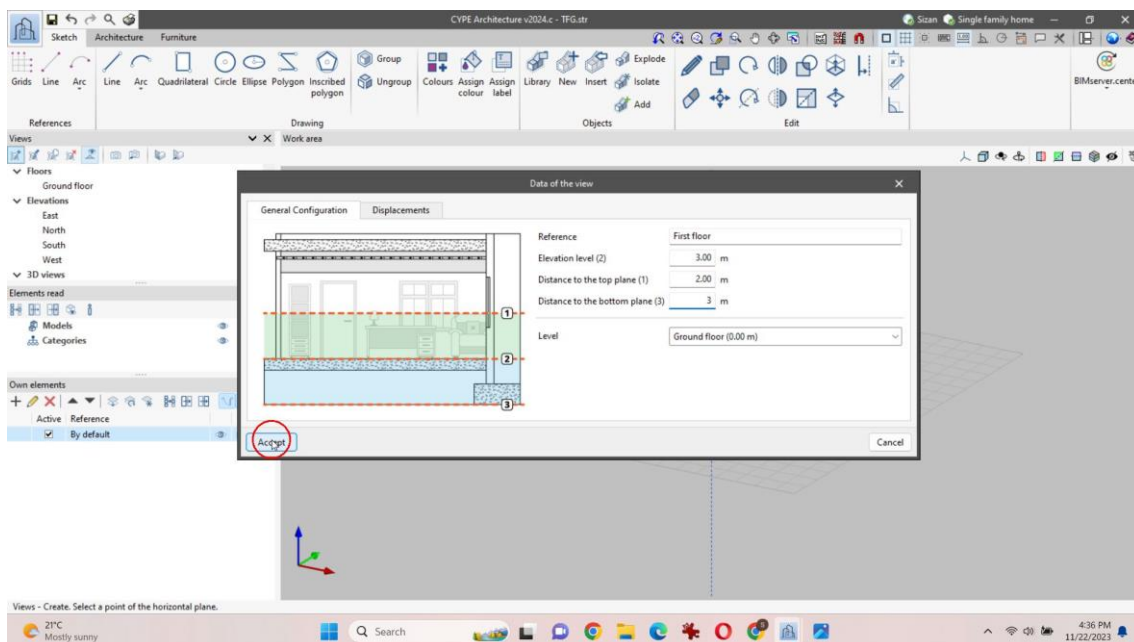 CYPE Architecture v2024.c - TFG.str
Sizan
Single family home
Sketch Architecture Furniture
Grids Line Arc Line Arc Quadrilateral Circle Ellipse Polygon Inscribed polygon
Group
Ungroup
Colours Assign colour Assign label
Library New Insert
Explode
Isolate
Add
References
Drawing
Objects
Edit
Views
Work area
Floors
Ground floor
Elevations
East
North
South
West
3D views
Elements read
Models
Categories
Own elements
Active Reference
By default
Data of the view
General Configuration Displacements
Reference First floor
Elevation level (2) 3.00 m
Distance to the top plane (1) 2.00 m
Distance to the bottom plane (3) 3 m
Level Ground floor (0.00 m)
1
2
3
Accept
Cancel
Views - Create. Select a point of the horizontal plane.
21°C
Mostly sunny
Search
4:36 PM
11/22/2023